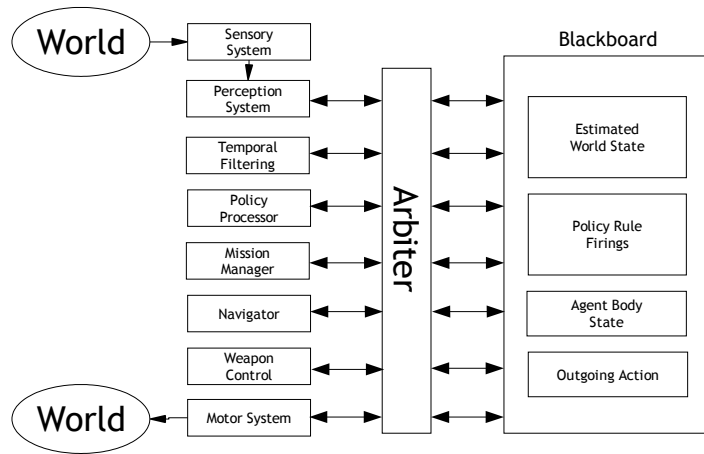 World
Sensory
System
Blackboard
Perception
System
Temporal
Filtering
Policy
Processor
Mission
Manager
Navigator
Weapon
Control
World
Motor System
Arbiter
Estimated
World State
Policy Rule
Firings
Agent Body
State
Outgoing Action